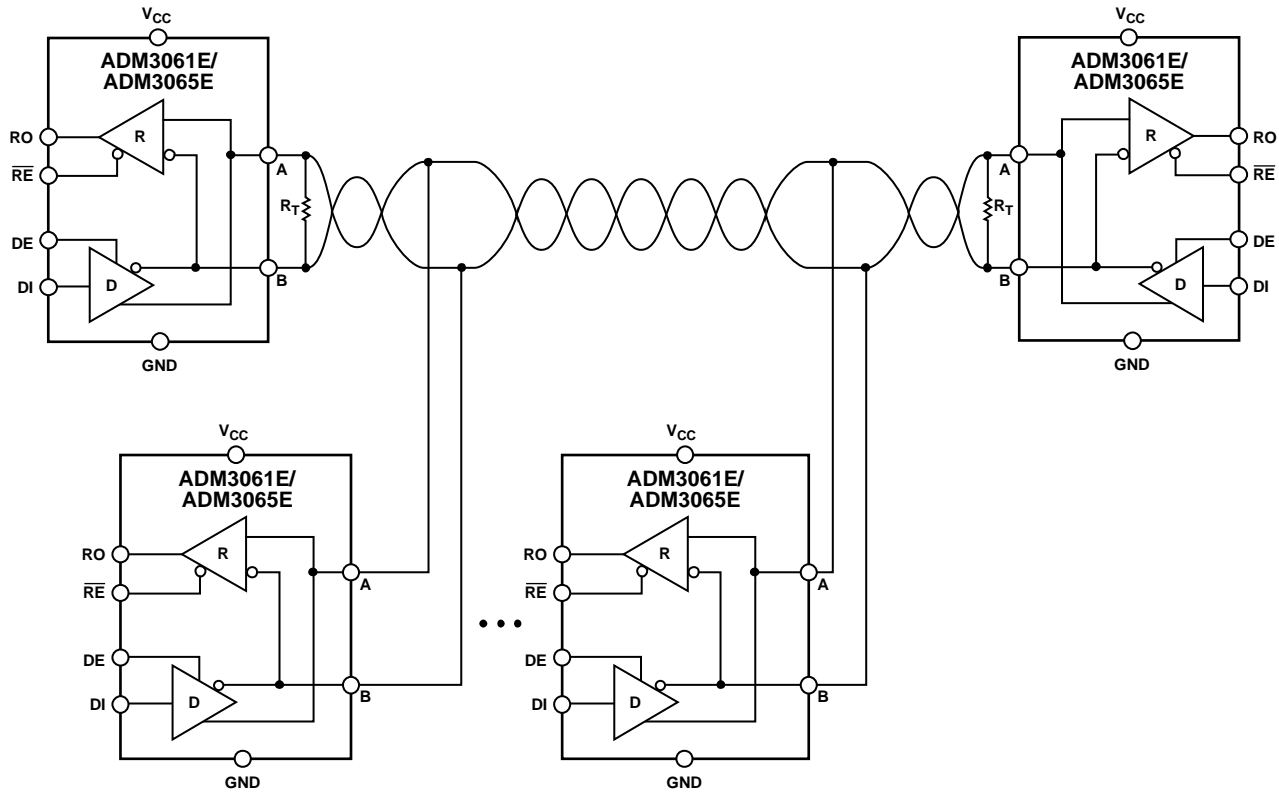 VCC
ADM3061E/
ADM3065E
RO
R
RE
DE
DI
D
A
B
RT
GND
VCC
ADM3061E/
ADM3065E
A
B
RT
R
RO
RE
DE
D
DI
GND
VCC
ADM3061E/
ADM3065E
RO
R
RE
DE
DI
D
A
B
GND
VCC
ADM3061E/
ADM3065E
RO
R
RE
DE
DI
D
A
B
GND